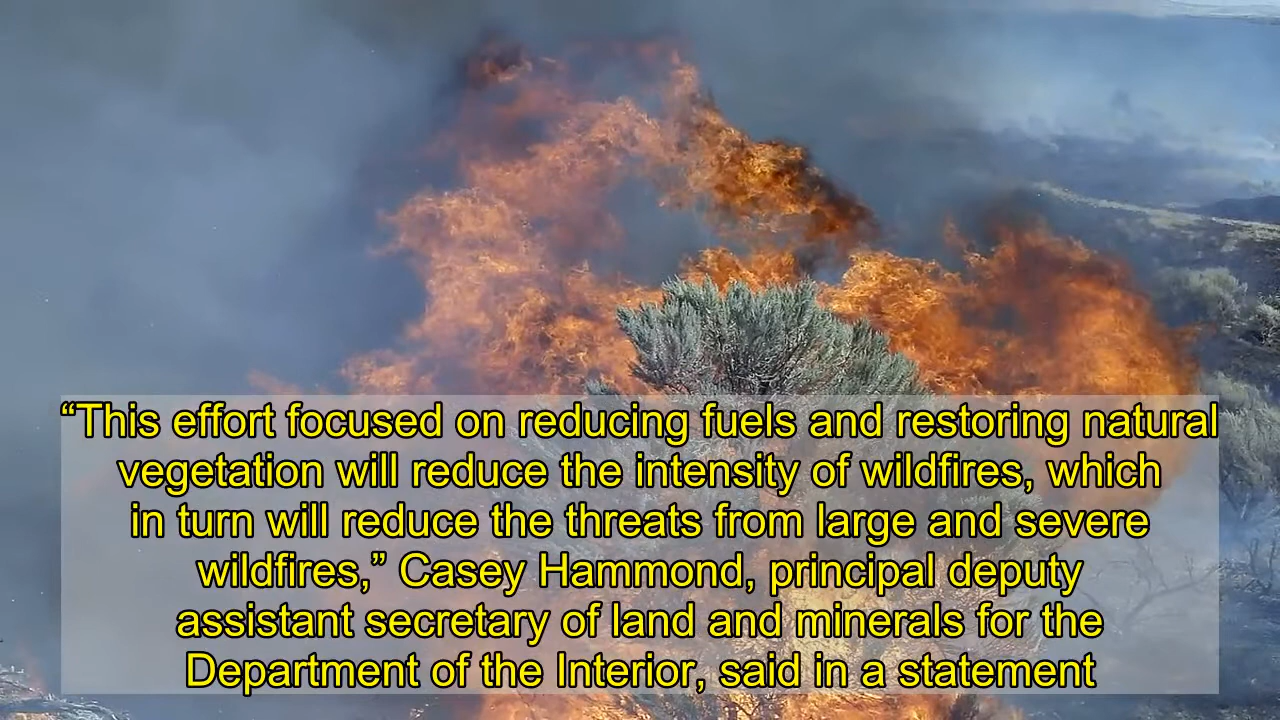 “This effort focused on reducing fuels and restoring natural
vegetation will reduce the intensity of wildfires, which
in turn will reduce the threats from large and severe
wildfires,” Casey Hammond, principal deputy
assistant secretary of land and minerals for the
Department of the Interior, said in a statement